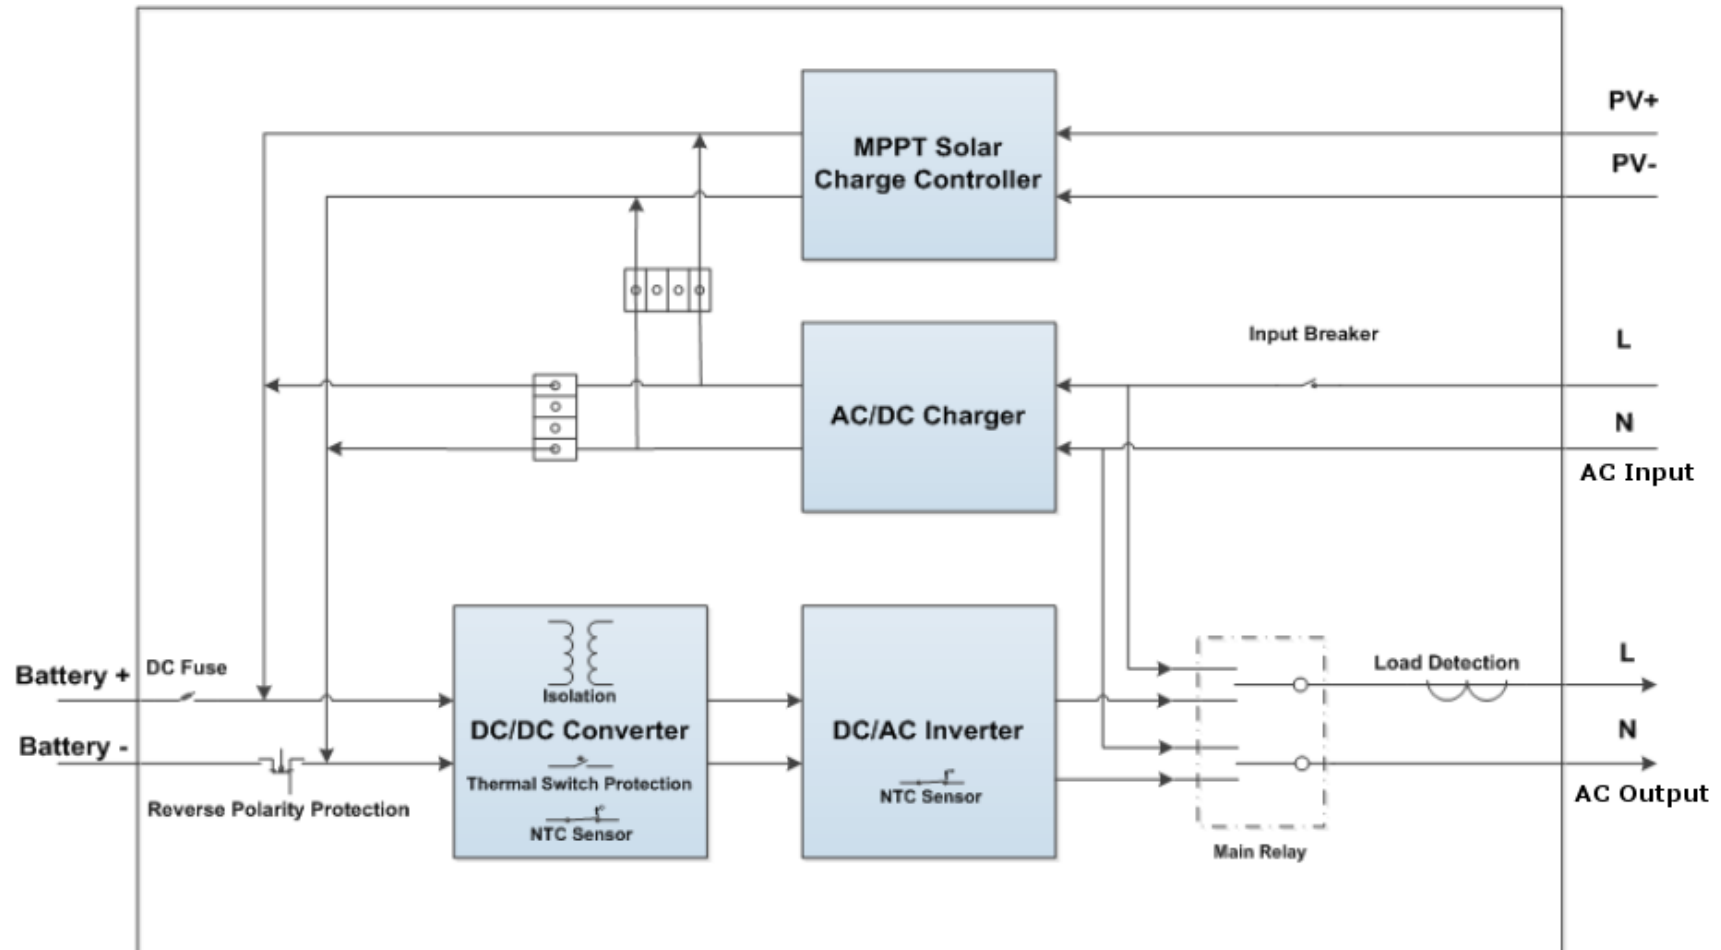 PV+
MPPT Solar
Charge Controller
PV-
Input Breaker
L
AC/DC Charger
N
AC Input
Battery +
DC Fuse
Isolation
Load Detection
L
Battery -
DC/DC Converter
DC/AC Inverter
N
Thermal Switch Protection
NTC Sensor
AC Output
Reverse Polarity Protection
NTC Sensor
Main Relay